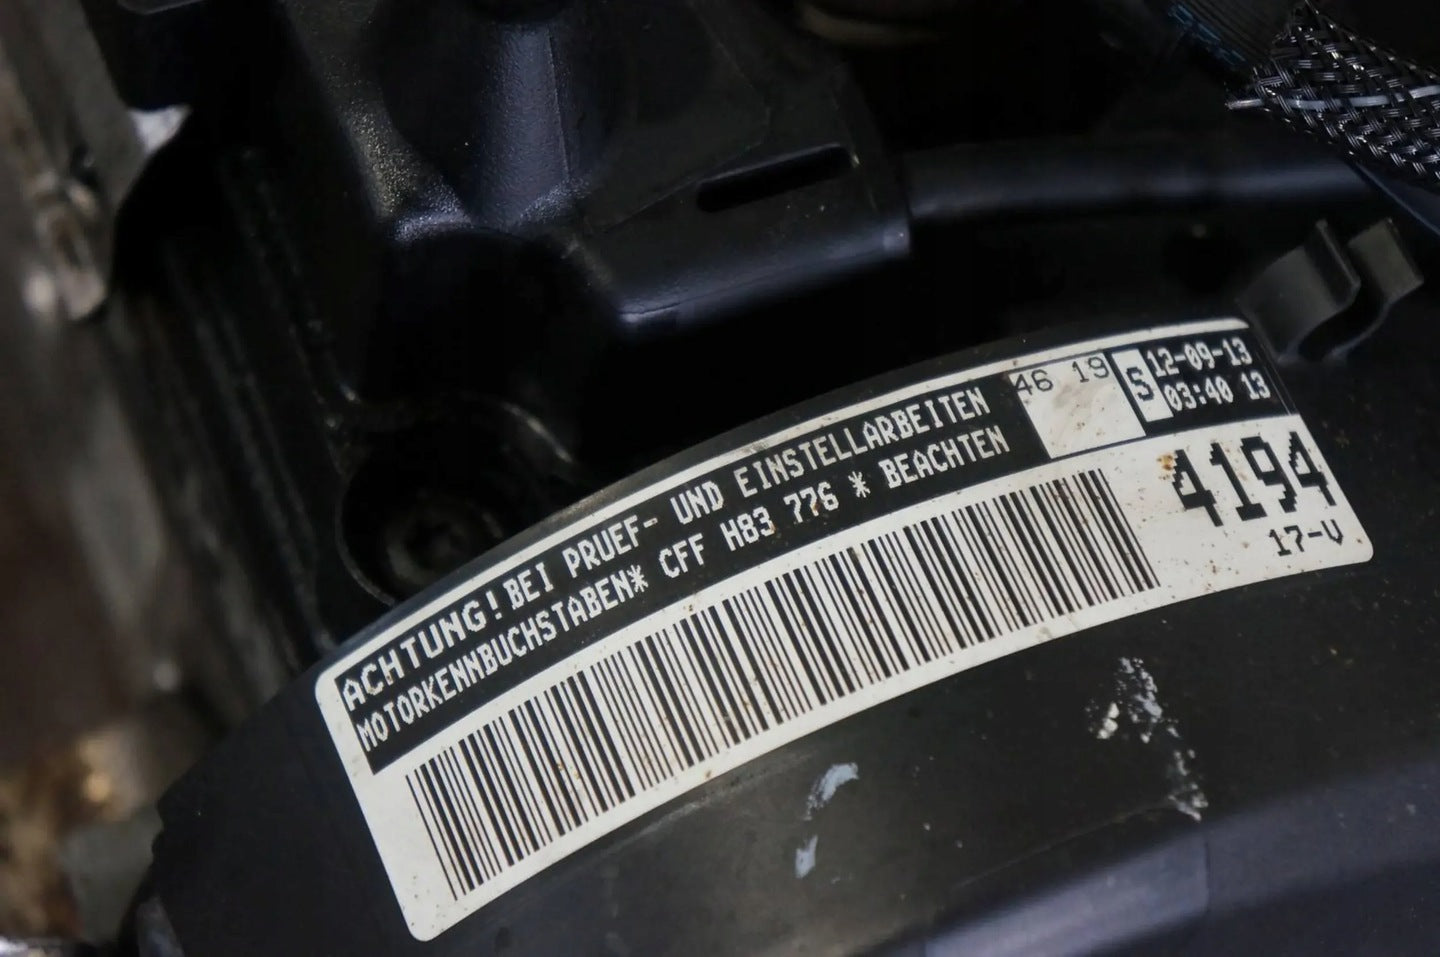 ACHTUNG! BEI PRUEF- UND EINSTELLARBEITEN
MOTORKENNBUCHSTABEN* CFF H83 776 * BEACHTEN
46 19
S
12-09-13
03:40 13
4194
17-V